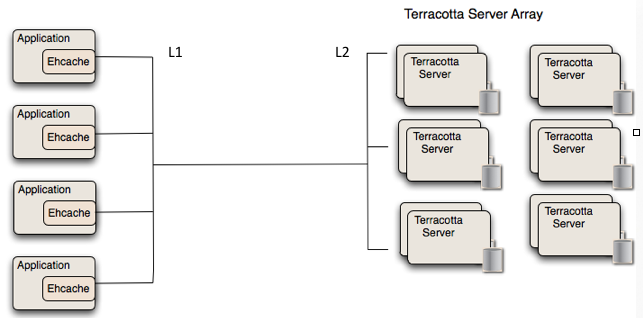 Terracotta Server Array
Application
Ehcache
L1
L2
Application
Ehcache
Application
Ehcache
Application
Ehcache
Terracotta
Server
Terracotta
Server
Terracotta
Server
Terracotta
Server
Terracotta
Server
Terracotta
Server